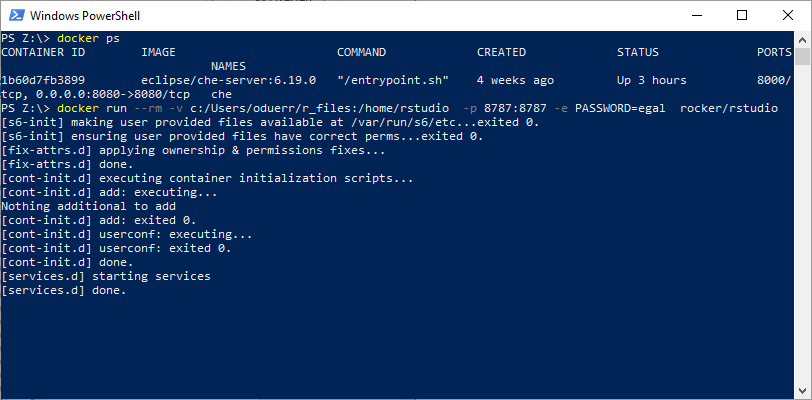 Windows PowerShell
PS Z:\> docker ps
CONTAINER ID        IMAGE                       COMMAND             CREATED             STATUS              PORTS
                              NAMES
1b60d7fb3899        eclipse/che-server:6.19.0   "/entrypoint.sh"    4 weeks ago         Up 3 hours          8000/
tcp, 0.0.0.0:8080->8080/tcp   che
PS Z:\> docker run --rm -v c:/Users/oduerr/r_files:/home/rstudio  -p 8787:8787 -e PASSWORD=egal  rocker/rstudio
[s6-init] making user provided files available at /var/run/s6/etc...exited 0.
[s6-init] ensuring user provided files have correct perms...exited 0.
[fix-attrs.d] applying ownership & permissions fixes...
[fix-attrs.d] done.
[cont-init.d] executing container initialization scripts...
[cont-init.d] add: executing...
Nothing additional to add
[cont-init.d] add: exited 0.
[cont-init.d] userconf: executing...
[cont-init.d] userconf: exited 0.
[cont-init.d] done.
[services.d] starting services
[services.d] done.